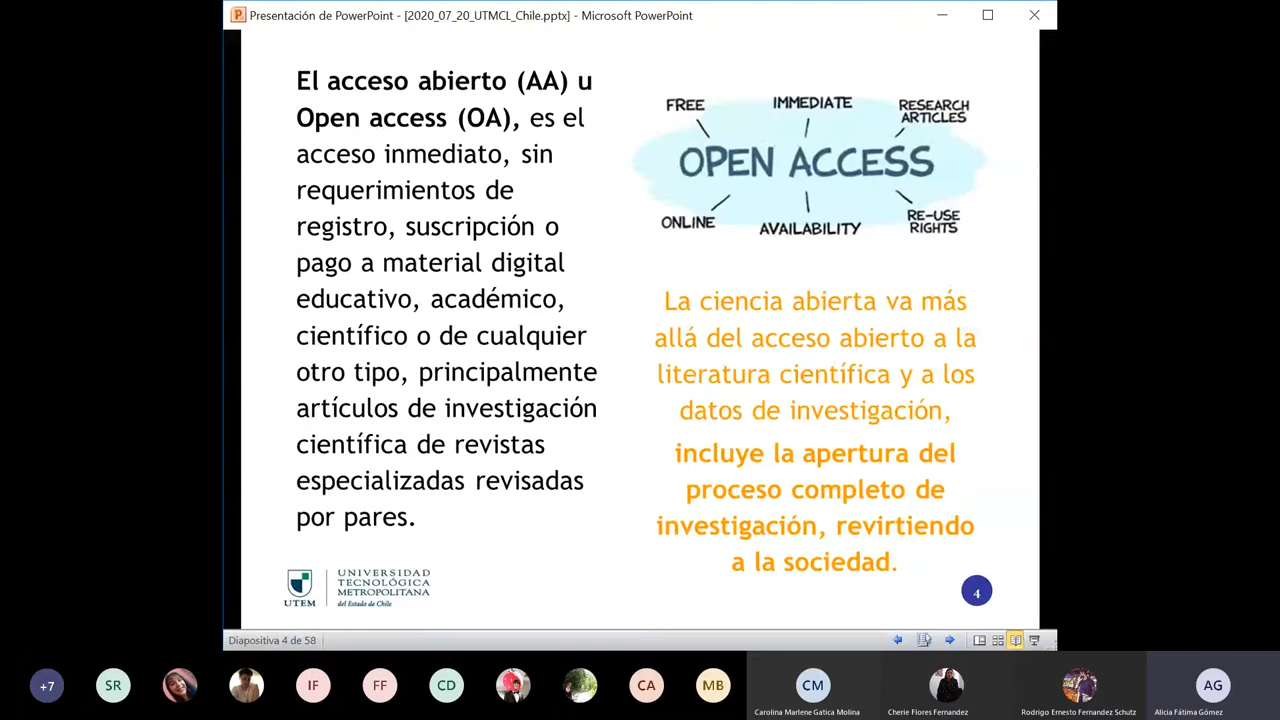 Presentación de PowerPoint - [2020_07_20_UTMCL_Chile.pptx] - Microsoft PowerPoint
El acceso abierto (AA) u
Open access (OA), es el
acceso inmediato, sin
requerimientos de
registro, suscripción o
pago a material digital
educativo, académico,
científico o de cualquier
otro tipo, principalmente
artículos de investigación
científica de revistas
especializadas revisadas
por pares.
FREE
IMMEDIATE
RESEARCH
ARTICLES
OPEN ACCESS
ONLINE
AVAILABILITY
RE-USE
RIGHTS
La ciencia abierta va más
allá del acceso abierto a la
literatura científica y a los
datos de investigación,
incluye la apertura del
proceso completo de
investigación, revirtiendo
a la sociedad.
UTEM
UNIVERSIDAD
TECNOLÓGICA
METROPOLITANA
del Estado de Chile
4
Diapositiva 4 de 58
+7
SR
IF
FF
CD
CA
MB
CM
Carolina Marlene Gatica Molina
Cherie Flores Fernandez
Rodrigo Ernesto Fernandez Schutz
AG
Alicia Fátima Gómez